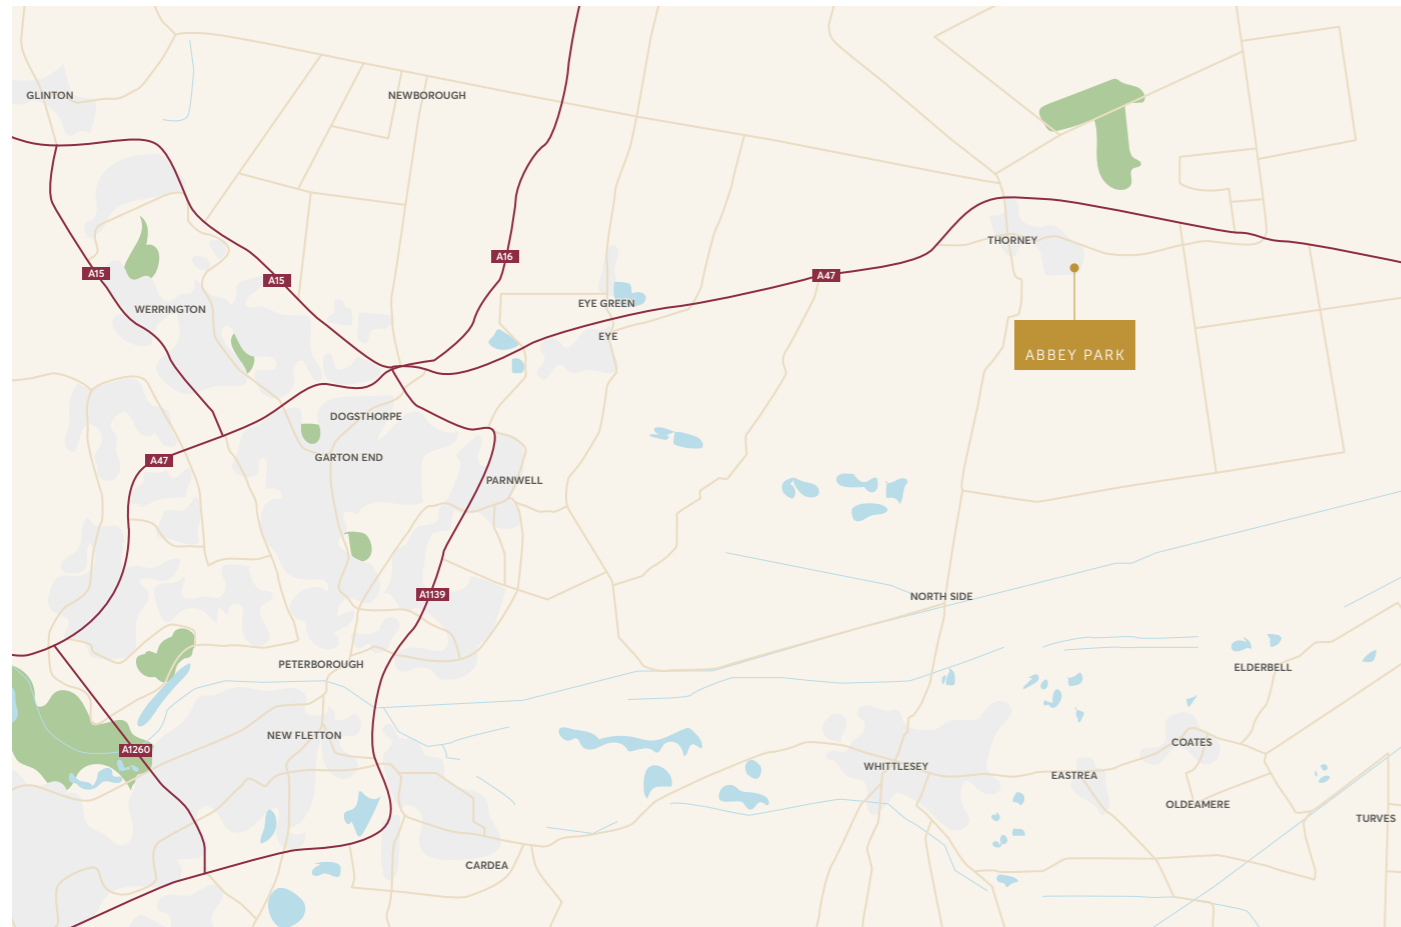 GLINTON
NEWBOROUGH
THORNEY
A16
ABBEY PARK
A15
A15
A47
EYE GREEN
WERRINGTON
EYE
DOGSTHORPE
GARTON END
A47
PARNWELL
A1139
NORTH SIDE
PETERBOROUGH
ELDERBELL
NEW FLETTON
COATES
A1260
WHITTLESEY
EASTREA
OLDEAMERE
TURVES
CARDEA